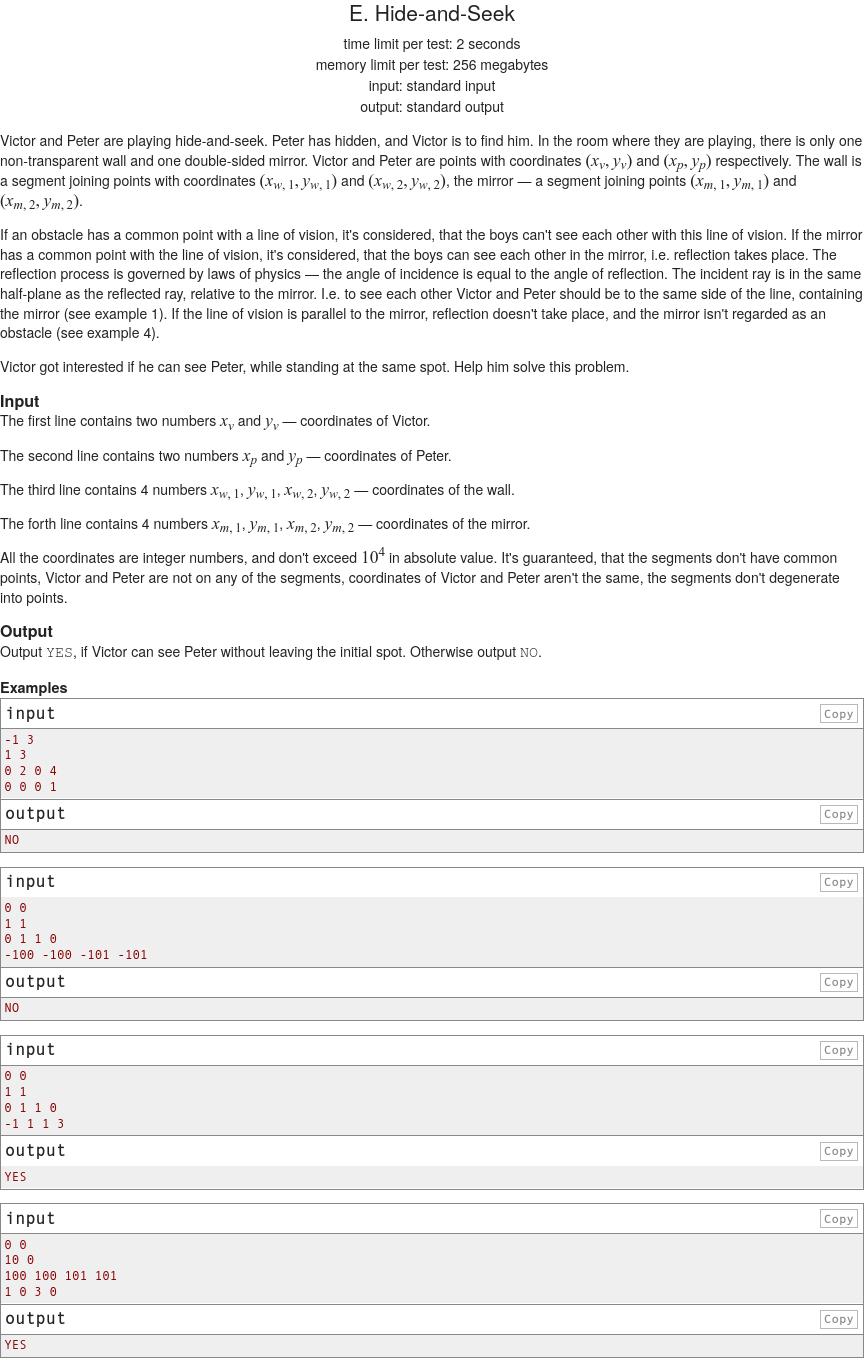 E. Hide-and-Seek
time limit per test: 2 seconds
memory limit per test: 256 megabytes
input: standard input
output: standard output
Victor and Peter are playing hide-and-seek. Peter has hidden, and Victor is to find him. In the room where they are playing, there is only one
non-transparent wall and one double-sided mirror. Victor and Peter are points with coordinates (x_v, y_v) and (x_p, y_p) respectively. The wall is
a segment joining points with coordinates (x_{w, 1}, y_{w, 1}) and (x_{w, 2}, y_{w, 2}), the mirror — a segment joining points (x_{m, 1}, y_{m, 1}) and
(x_{m, 2}, y_{m, 2}).
If an obstacle has a common point with a line of vision, it's considered, that the boys can't see each other with this line of vision. If the mirror
has a common point with the line of vision, it's considered, that the boys can see each other in the mirror, i.e. reflection takes place. The
reflection process is governed by laws of physics — the angle of incidence is equal to the angle of reflection. The incident ray is in the same
half-plane as the reflected ray, relative to the mirror. I.e. to see each other Victor and Peter should be to the same side of the line, containing
the mirror (see example 1). If the line of vision is parallel to the mirror, reflection doesn't take place, and the mirror isn't regarded as an
obstacle (see example 4).
Victor got interested if he can see Peter, while standing at the same spot. Help him solve this problem.
Input
The first line contains two numbers x_v and y_v — coordinates of Victor.
The second line contains two numbers x_p and y_p — coordinates of Peter.
The third line contains 4 numbers x_{w, 1}, y_{w, 1}, x_{w, 2}, y_{w, 2} — coordinates of the wall.
The forth line contains 4 numbers x_{m, 1}, y_{m, 1}, x_{m, 2}, y_{m, 2} — coordinates of the mirror.
All the coordinates are integer numbers, and don't exceed 10^4 in absolute value. It's guaranteed, that the segments don't have common
points, Victor and Peter are not on any of the segments, coordinates of Victor and Peter aren't the same, the segments don't degenerate
into points.
Output
Output YES, if Victor can see Peter without leaving the initial spot. Otherwise output NO.
Examples
input Copy
-1 3
1 3
0 2 0 4
0 0 0 1
output Copy
NO
input Copy
0 0
1 1
0 1 1 0
-100 -100 -101 -101
output Copy
NO
input Copy
0 0
1 1
0 1 1 0
-1 1 1 3
output Copy
YES
input Copy
0 0
10 0
100 100 101 101
1 0 3 0
output Copy
YES